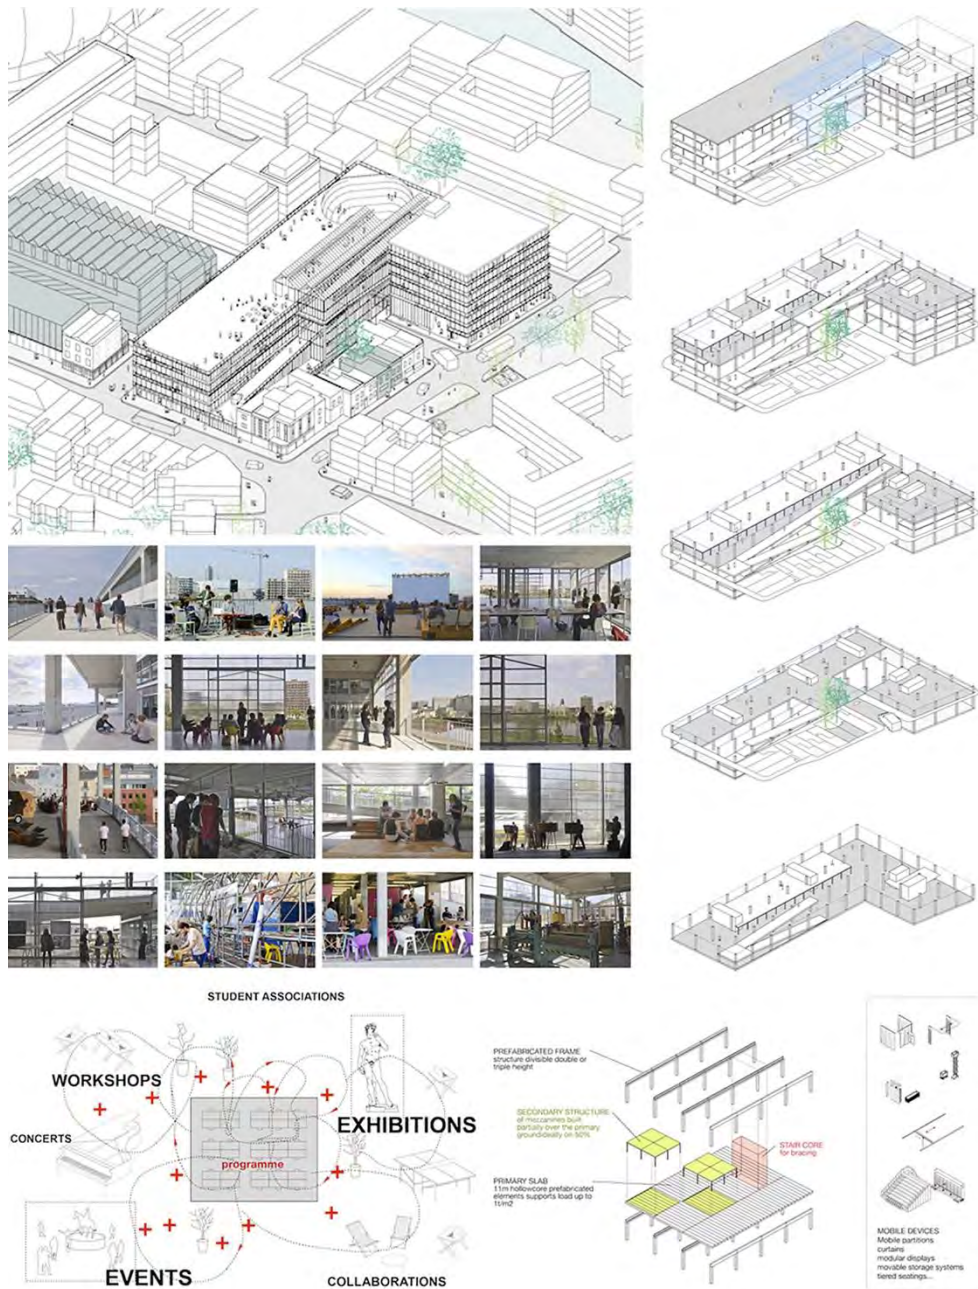 STUDENT ASSOCIATIONS
WORKSHOPS
CONCERTS
EXHIBITIONS
programme
EVENTS
COLLABORATIONS
PREFABRICATED FRAME
structure divisible double or
triple height
SECONDARY STRUCTURE
of mezzanines built
partially over the primary
ground/ideally on 50%
STAIR CORE
for bracing
PRIMARY SLAB
11m hollowcore prefabricated
elements supports load up to
1t/m2
MOBILE DEVICES
Mobile partitions
curtains
modular displays
movable storage systems
tiered seatings...